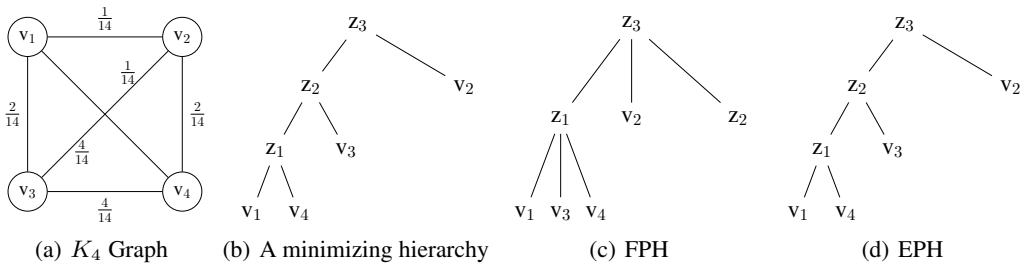 1/14
v1 v2
1/14
2/14 2/14
4/14
v3 v4
4/14
(a) K4 Graph
z3
z2 v2
z1 v3
v1 v4
(b) A minimizing hierarchy
z3
z1 v2 z2
v1 v3 v4
(c) FPH
z3
z2 v2
z1 v3
v1 v4
(d) EPH